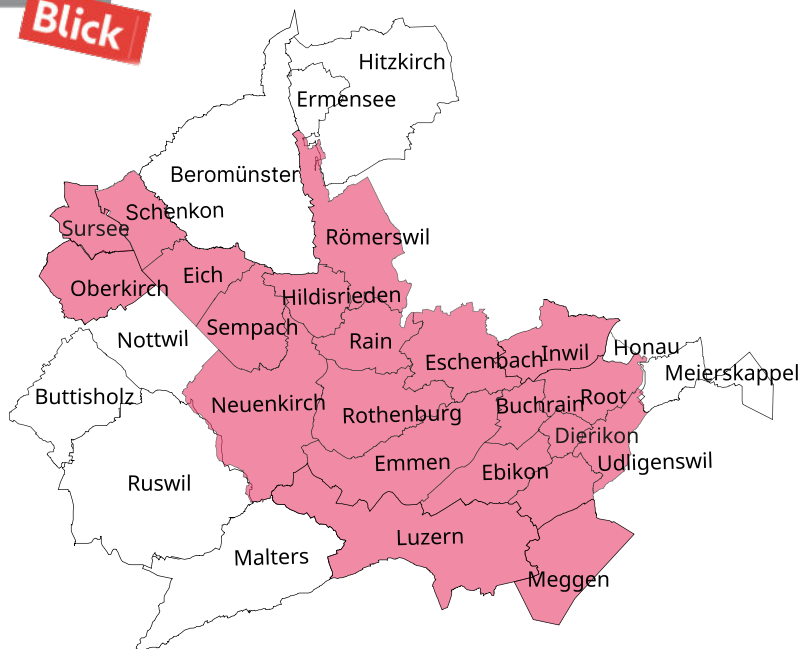 Blick
Hitzkirch
Ermensee
Beromünster
Schenkon
Sursee
Römerswil
Eich
Oberkirch
Hildisrieden
Sempach
Nottwil
Rain
Honau
Inwil
Eschenbach
Meierskappel
Buttisholz
Neuenkirch
Buchrain
Root
Rothenburg
Dierikon
Emmen
Ebikon
Udligenswil
Ruswil
Luzern
Malters
Meggen